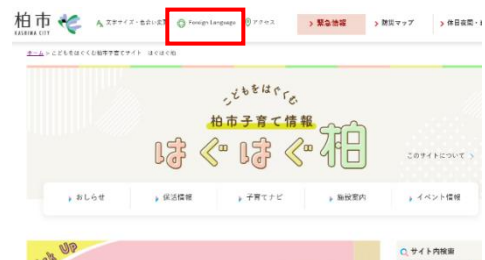 柏市
KASHIWA CITY
文字サイズ・色合い変更
Foreign Language
アクセス
緊急情報
防災マップ
休日夜間・
ホーム > こどもをはぐくむ柏市子育てサイト はぐはぐ柏
こどもをはぐくむ
柏市子育て情報
はぐはぐ柏
このサイトについて
おしらせ
保活情報
子育てナビ
施設案内
イベント情報
Up
サイト内検索